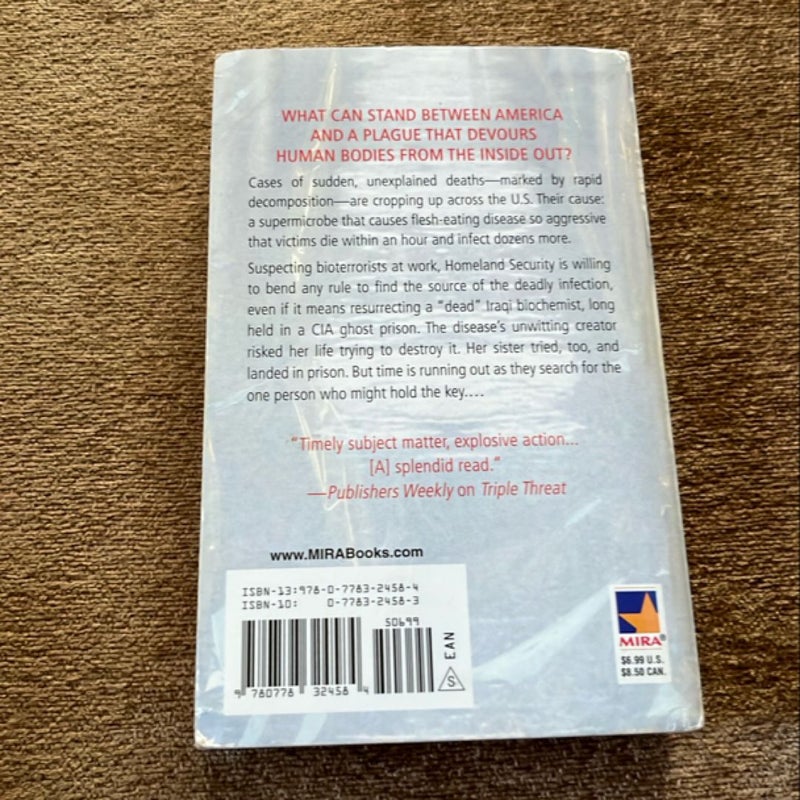 WHAT CAN STAND BETWEEN AMERICA
AND A PLAGUE THAT DEVOURS
HUMAN BODIES FROM THE INSIDE OUT?
Cases of sudden, unexplained deaths—marked by rapid
decomposition—are cropping up across the U.S. Their cause:
a supermicrobe that causes flesh-eating disease so aggressive
that victims die within an hour and infect dozens more.
Suspecting bioterrorists at work, Homeland Security is willing
to bend any rule to find the source of the deadly infection,
even if it means resurrecting a "dead" Iraqi biochemist, long
held in a CIA ghost prison. The disease's unwitting creator
risked her life trying to destroy it. Her sister tried, too, and
landed in prison. But time is running out as they search for the
one person who might hold the key....
"Timely subject matter, explosive action...
[A] splendid read."
—Publishers Weekly on Triple Threat
www.MIRABooks.com
ISBN-13:978-0-7783-2458-4
ISBN-10: 0-7783-2458-3
50699
EAN
S
9 780778 324584
MIRA®
$6.99 U.S.
$8.50 CAN.